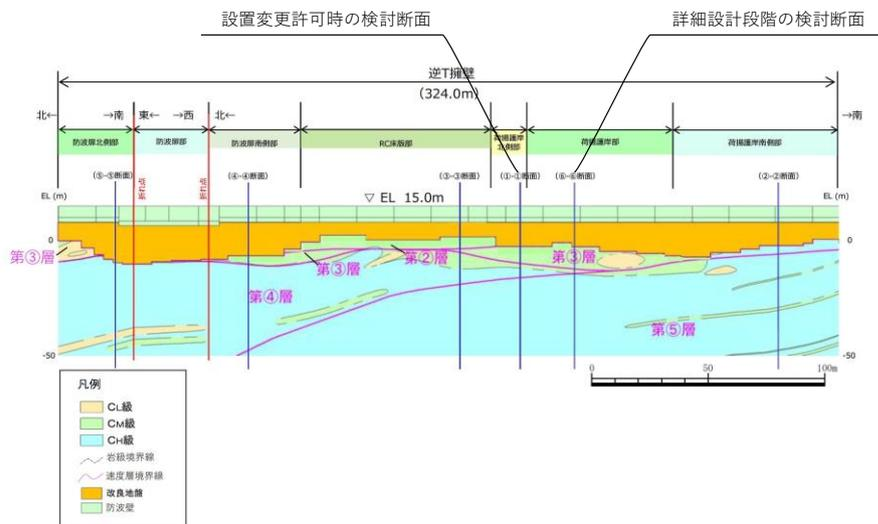 設置変更許可時の検討断面
詳細設計段階の検討断面
逆T擁壁
(324.0m)
北←
→南
東←
→西
北←
→南
防波扉北側部
防波扉部
防波扉南側部
RC床版部
荷揚護岸北側部
荷揚護岸部
荷揚護岸南側部
(⑤-⑤断面)
折れ点
折れ点
(④-④断面)
(③-③断面)
(①-①断面)
(⑥-⑥断面)
(②-②断面)
EL (m)
▽ EL 15.0m
EL (m)
0
0
第③層
第③層
第②層
第③層
第④層
第⑤層
-50
-50
0
50
100m
凡例
CL級
CM級
CH級
岩級境界線
速度層境界線
改良地盤
防波壁